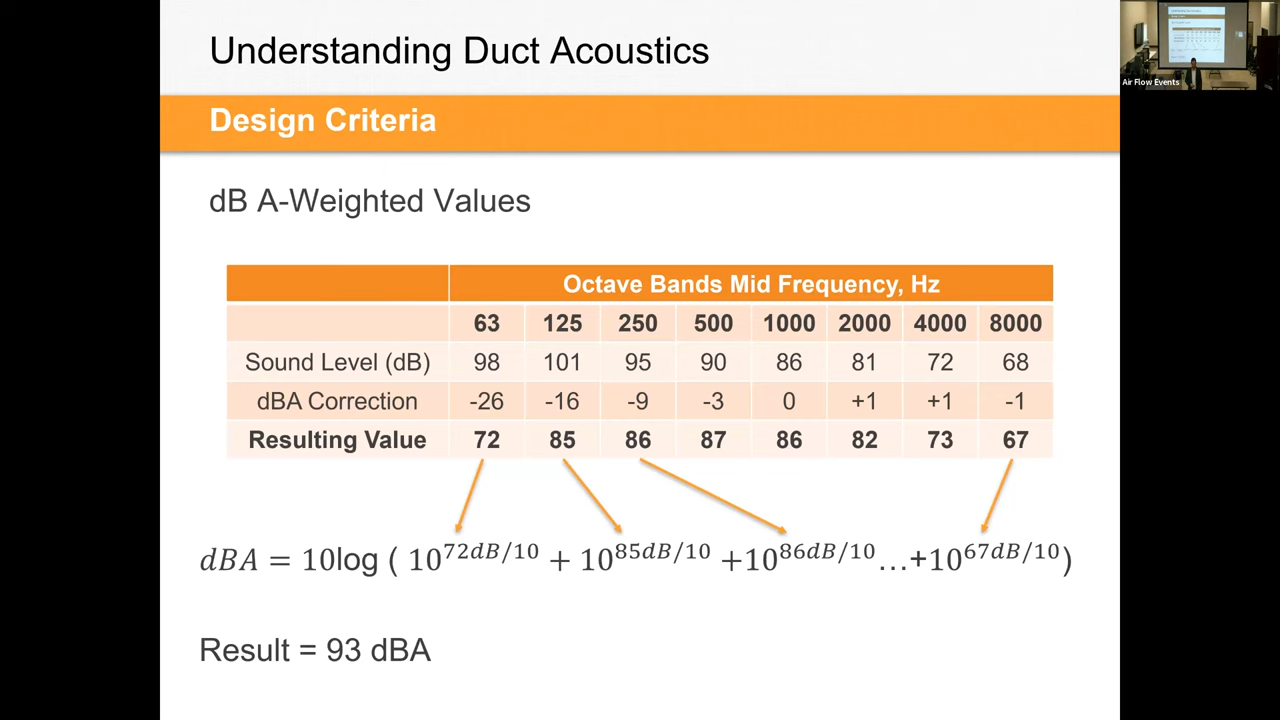 Understanding Duct Acoustics
Design Criteria
dB A-Weighted Values
Octave Bands Mid Frequency, Hz
63 125 250 500 1000 2000 4000 8000
Sound Level (dB) 98 101 95 90 86 81 72 68
dBA Correction -26 -16 -9 -3 0 +1 +1 -1
Resulting Value 72 85 86 87 86 82 73 67
dBA = 10log ( 10^{72dB/10} + 10^{85dB/10} +10^{86dB/10}…+10^{67dB/10})
Result = 93 dBA
Air Flow Events